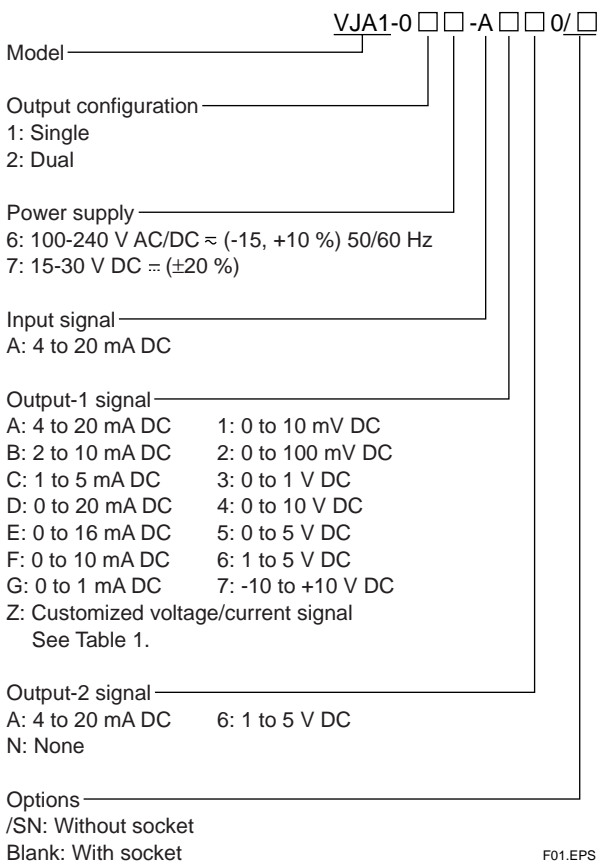 VJA1-0 □ □ -A □ □ 0/ □
Model
Output configuration
1: Single
2: Dual
Power supply
6: 100-240 V AC/DC ≂ (-15, +10 %) 50/60 Hz
7: 15-30 V DC ⎓ (±20 %)
Input signal
A: 4 to 20 mA DC
Output-1 signal
A: 4 to 20 mA DC 1: 0 to 10 mV DC
B: 2 to 10 mA DC 2: 0 to 100 mV DC
C: 1 to 5 mA DC 3: 0 to 1 V DC
D: 0 to 20 mA DC 4: 0 to 10 V DC
E: 0 to 16 mA DC 5: 0 to 5 V DC
F: 0 to 10 mA DC 6: 1 to 5 V DC
G: 0 to 1 mA DC 7: -10 to +10 V DC
Z: Customized voltage/current signal
See Table 1.
Output-2 signal
A: 4 to 20 mA DC 6: 1 to 5 V DC
N: None
Options
/SN: Without socket
Blank: With socket
F01.EPS